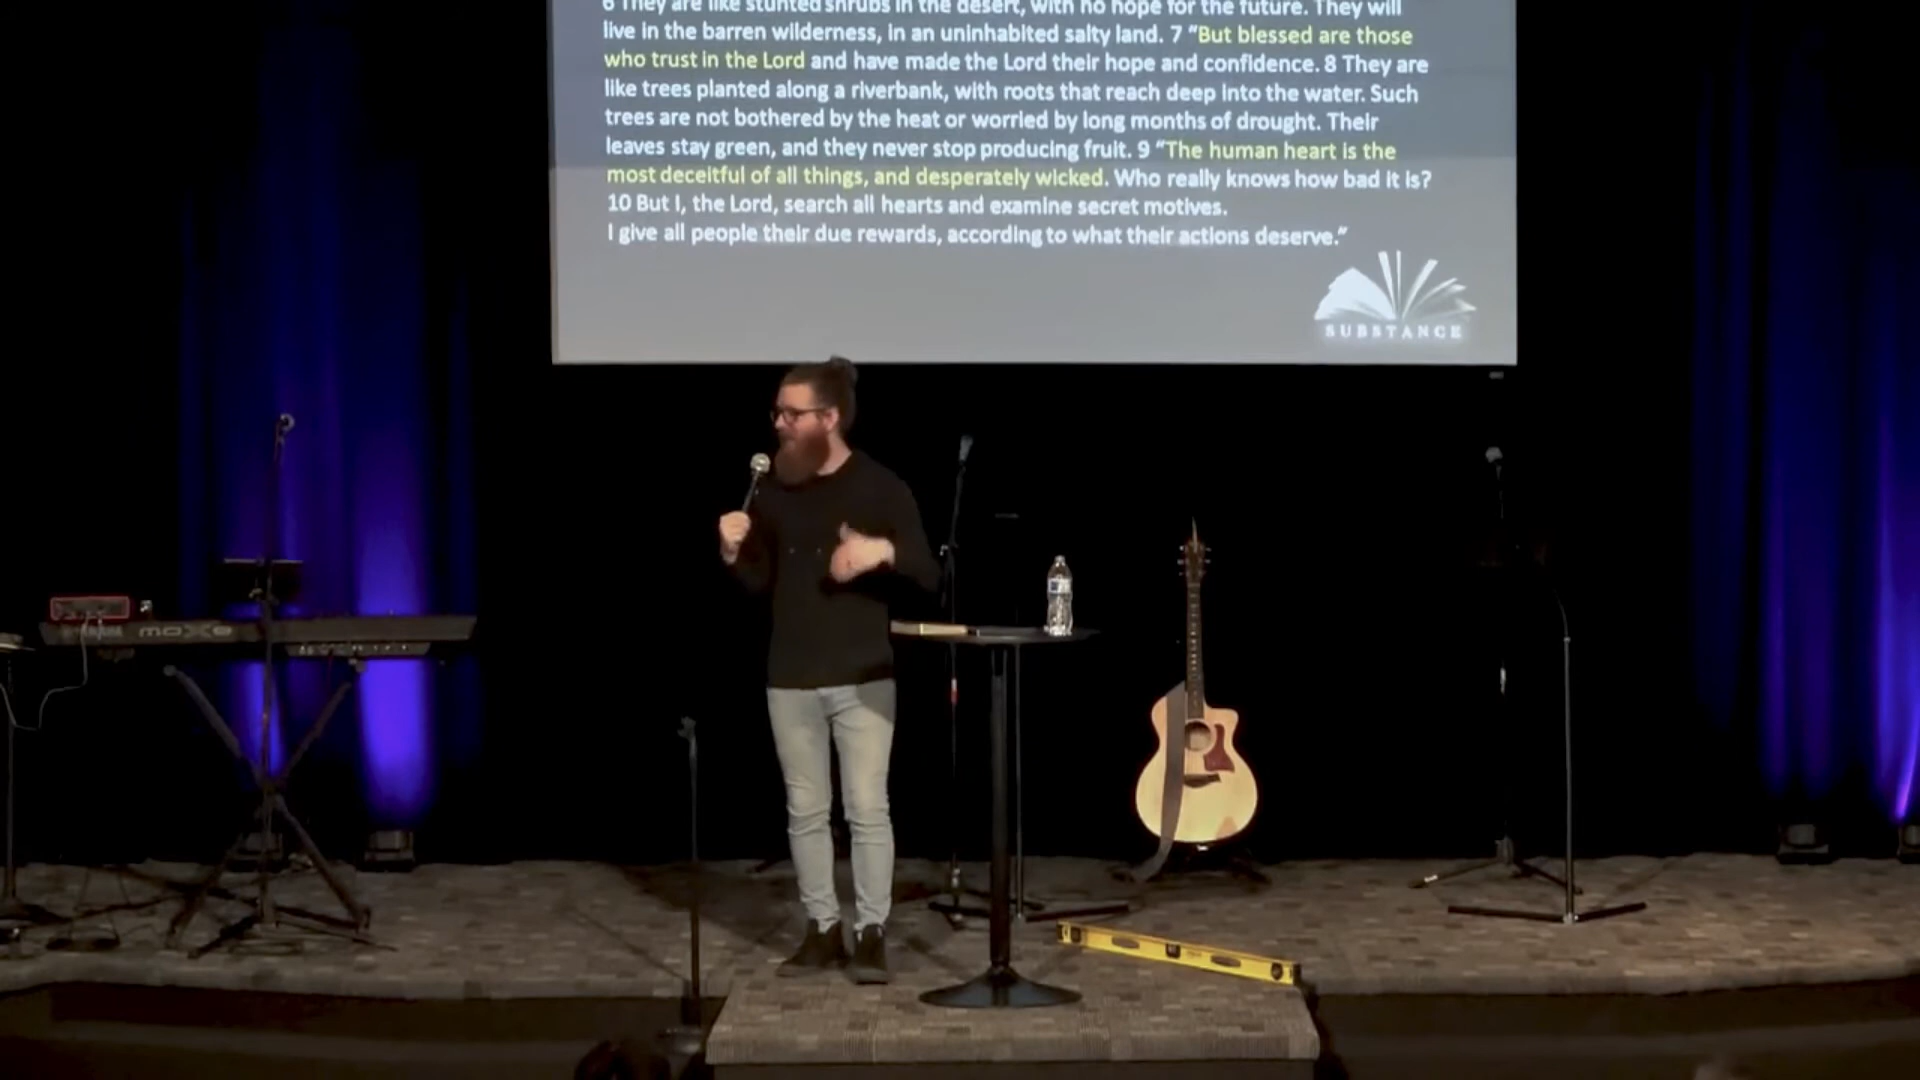 6 They are like stunted shrubs in the desert, with no hope for the future. They will
live in the barren wilderness, in an uninhabited salty land. 7 “But blessed are those
who trust in the Lord and have made the Lord their hope and confidence. 8 They are
like trees planted along a riverbank, with roots that reach deep into the water. Such
trees are not bothered by the heat or worried by long months of drought. Their
leaves stay green, and they never stop producing fruit. 9 “The human heart is the
most deceitful of all things, and desperately wicked. Who really knows how bad it is?
10 But I, the Lord, search all hearts and examine secret motives.
I give all people their due rewards, according to what their actions deserve.”
SUBSTANCE
YAMAHA moXe